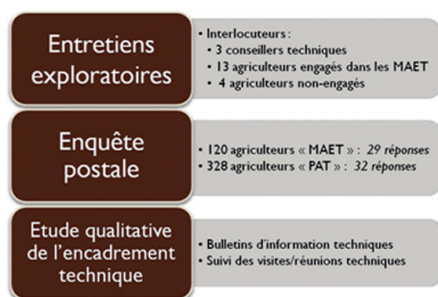 Entretiens
exploratoires
• Interlocuteurs :
• 3 conseillers techniques
• 13 agriculteurs engagés dans les MAET
• 4 agriculteurs non-engagés
Enquête
postale
• 120 agriculteurs « MAET » : 29 réponses
• 328 agriculteurs « PAT » : 32 réponses
Etude qualitative
de l'encadrement
technique
• Bulletins d'information techniques
• Suivi des visites/réunions techniques